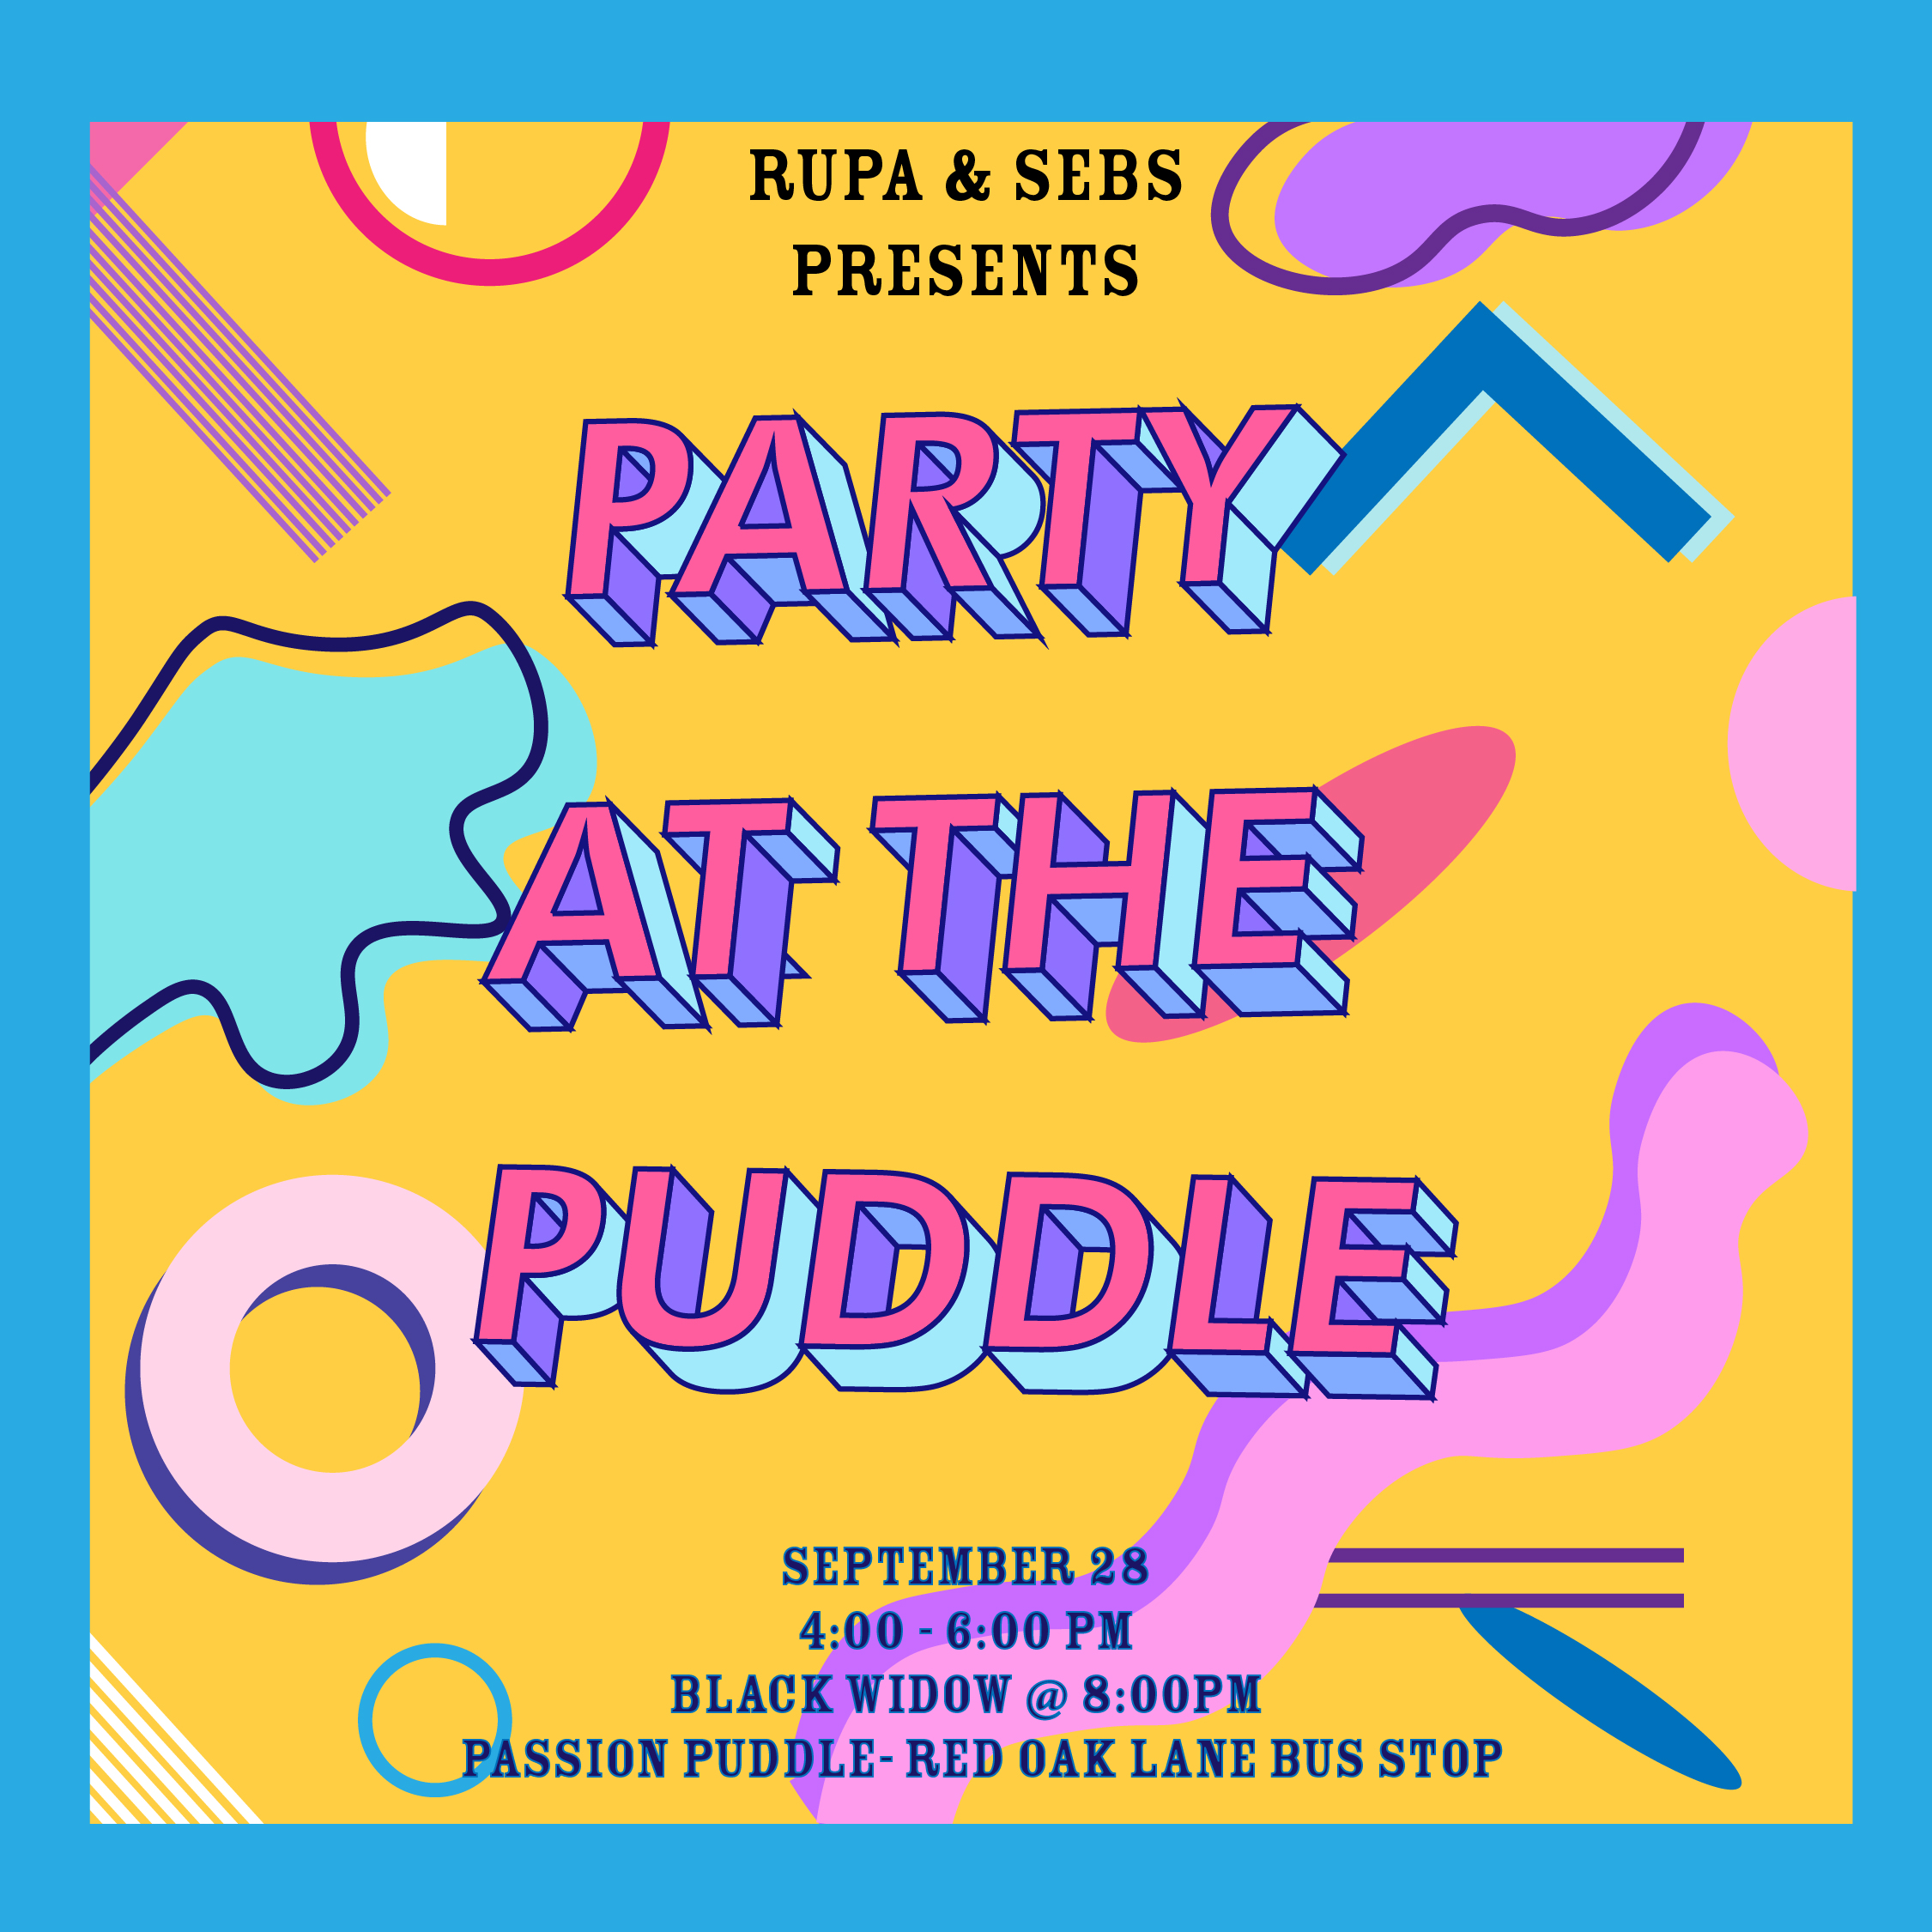 RUPA & SEBS
PRESENTS
PARTY
AT THE
PUDDLE
SEPTEMBER 28
4:00 - 6:00 PM
BLACK WIDOW @ 8:00PM
PASSION PUDDLE- RED OAK LANE BUS STOP